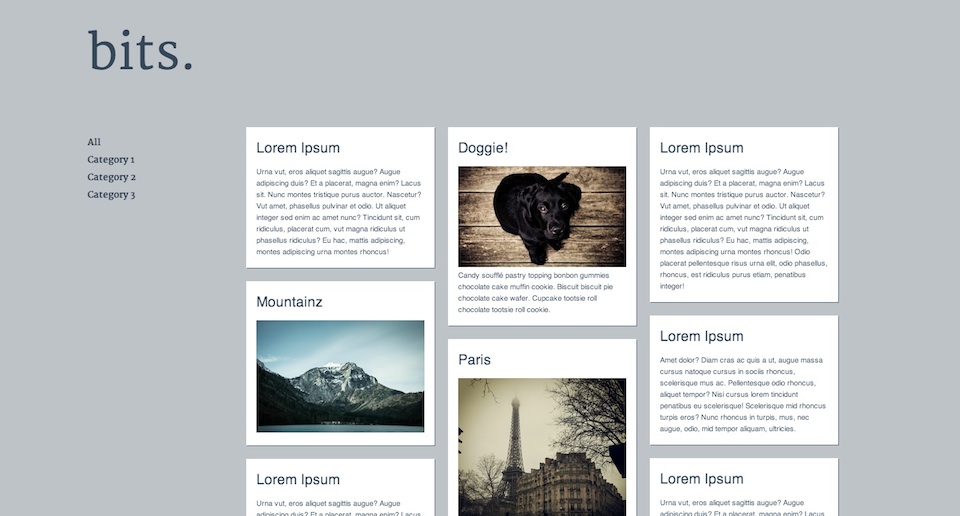 bits.
All
Category 1
Category 2
Category 3
Lorem Ipsum
Urna vut, eros aliquet sagittis augue? Augue
adipiscing duis? Et a placerat, magna enim? Lacus
sit. Nunc montes tristique purus auctor. Nascetur?
Vut amet, phasellus pulvinar et odio. Ut aliquet
integer sed enim ac amet nunc? Tincidunt sit, cum
ridiculus, placerat cum, vut magna ridiculus ut
phasellus ridiculus? Eu hac, mattis adipiscing,
montes adipiscing urna montes rhoncus!
Mountainz
Lorem Ipsum
Urna vut, eros aliquet sagittis augue? Augue
adipiscing duis? Et a placerat, magna enim? Lacus
Doggie!
Candy soufflé pastry topping bonbon gummies
chocolate cake muffin cookie. Biscuit biscuit pie
chocolate cake wafer. Cupcake tootsie roll
chocolate tootsie roll cookie.
Paris
Lorem Ipsum
Urna vut, eros aliquet sagittis augue? Augue
adipiscing duis? Et a placerat, magna enim? Lacus
sit. Nunc montes tristique purus auctor. Nascetur?
Vut amet, phasellus pulvinar et odio. Ut aliquet
integer sed enim ac amet nunc? Tincidunt sit, cum
ridiculus, placerat cum, vut magna ridiculus ut
phasellus ridiculus? Eu hac, mattis adipiscing,
montes adipiscing urna montes rhoncus! Odio
placerat pellentesque risus urna elit, odio phasellus,
rhoncus, est ridiculus purus etiam, penatibus
integer!
Lorem Ipsum
Amet dolor? Diam cras ac quis a ut, augue massa
cursus natoque cursus in sociis rhoncus,
scelerisque mus ac. Pellentesque odio rhoncus,
aliquet tempor? Nisi cursus lorem tincidunt
penatibus eu scelerisque! Scelerisque mid rhoncus
turpis eros? Nunc rhoncus in turpis, mus, nec
augue, odio, mid tempor aliquam, ultricies.
Lorem Ipsum
Urna vut, eros aliquet sagittis augue? Augue
adipiscing duis? Et a placerat, magna enim? Lacus